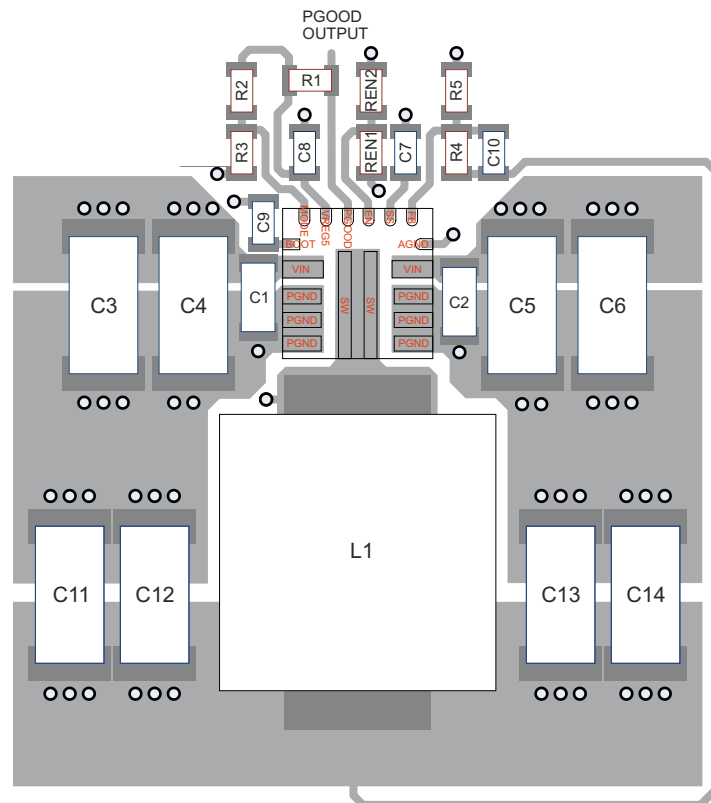 PGOOD
OUTPUT
R2
R1
REN2
R5
R3
C8
REN1
C7
R4
C10
C9
MODE
VREG5
PGOOD
EN
SS
FB
BOOT
AGND
VIN
VIN
C3
C4
C1
PGND
PGND
PGND
SW
SW
PGND
PGND
PGND
C2
C5
C6
L1
C11
C12
C13
C14